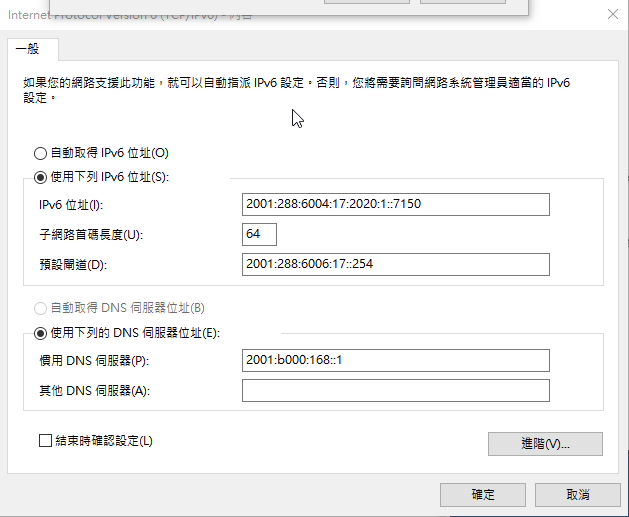 Internet Protocol Version 6 (TCP/IPv6) - 內容
一般
如果您的網路支援此功能，就可以自動指派 IPv6 設定。否則，您將需要詢問網路系統管理員適當的 IPv6
設定。
自動取得 IPv6 位址(O)
使用下列 IPv6 位址(S):
IPv6 位址(I): 2001:288:6004:17:2020:1::7150
子網路首碼長度(U): 64
預設閘道(D): 2001:288:6006:17::254
自動取得 DNS 伺服器位址(B)
使用下列的 DNS 伺服器位址(E):
慣用 DNS 伺服器(P): 2001:b000:168::1
其他 DNS 伺服器(A):
結束時確認設定(L)
進階(V)...
確定 取消